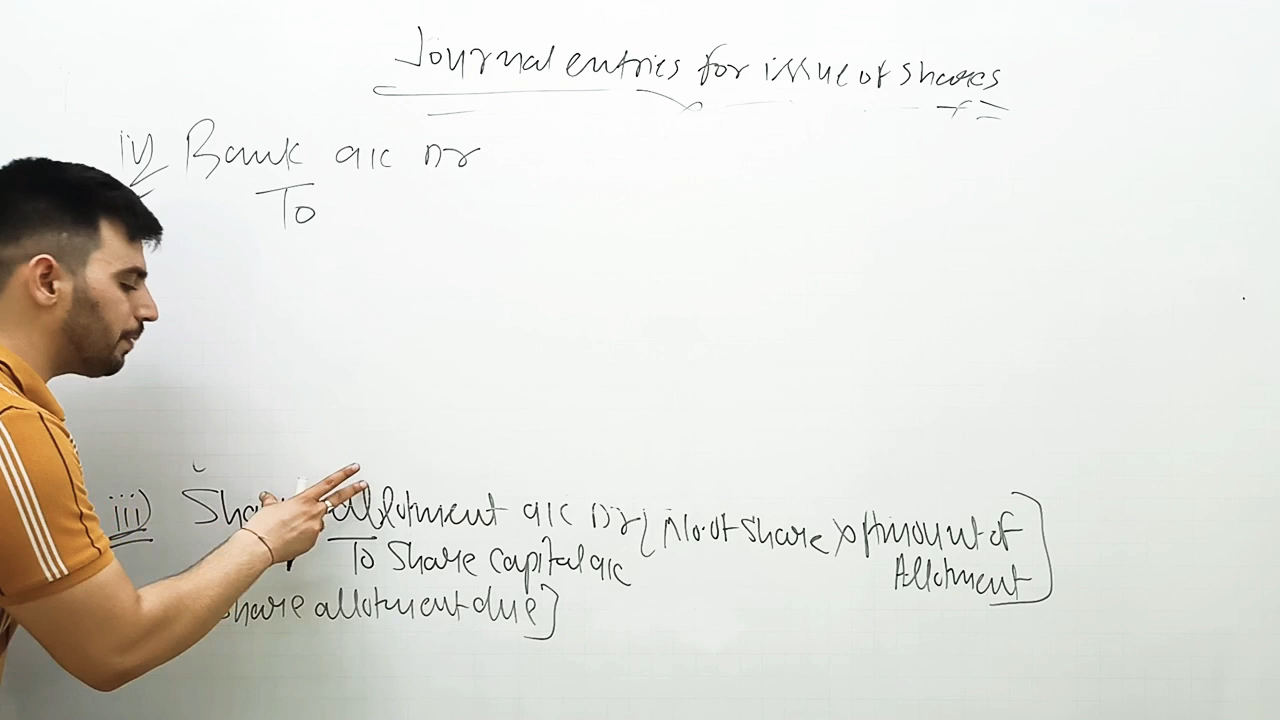 Journal entries for issue of shares
iv) Bank a/c Dr
To
iii) Share allotment a/c Dr { No. of Share x Amount of
Allotment ]
To Share capital a/c
share allotment due ]